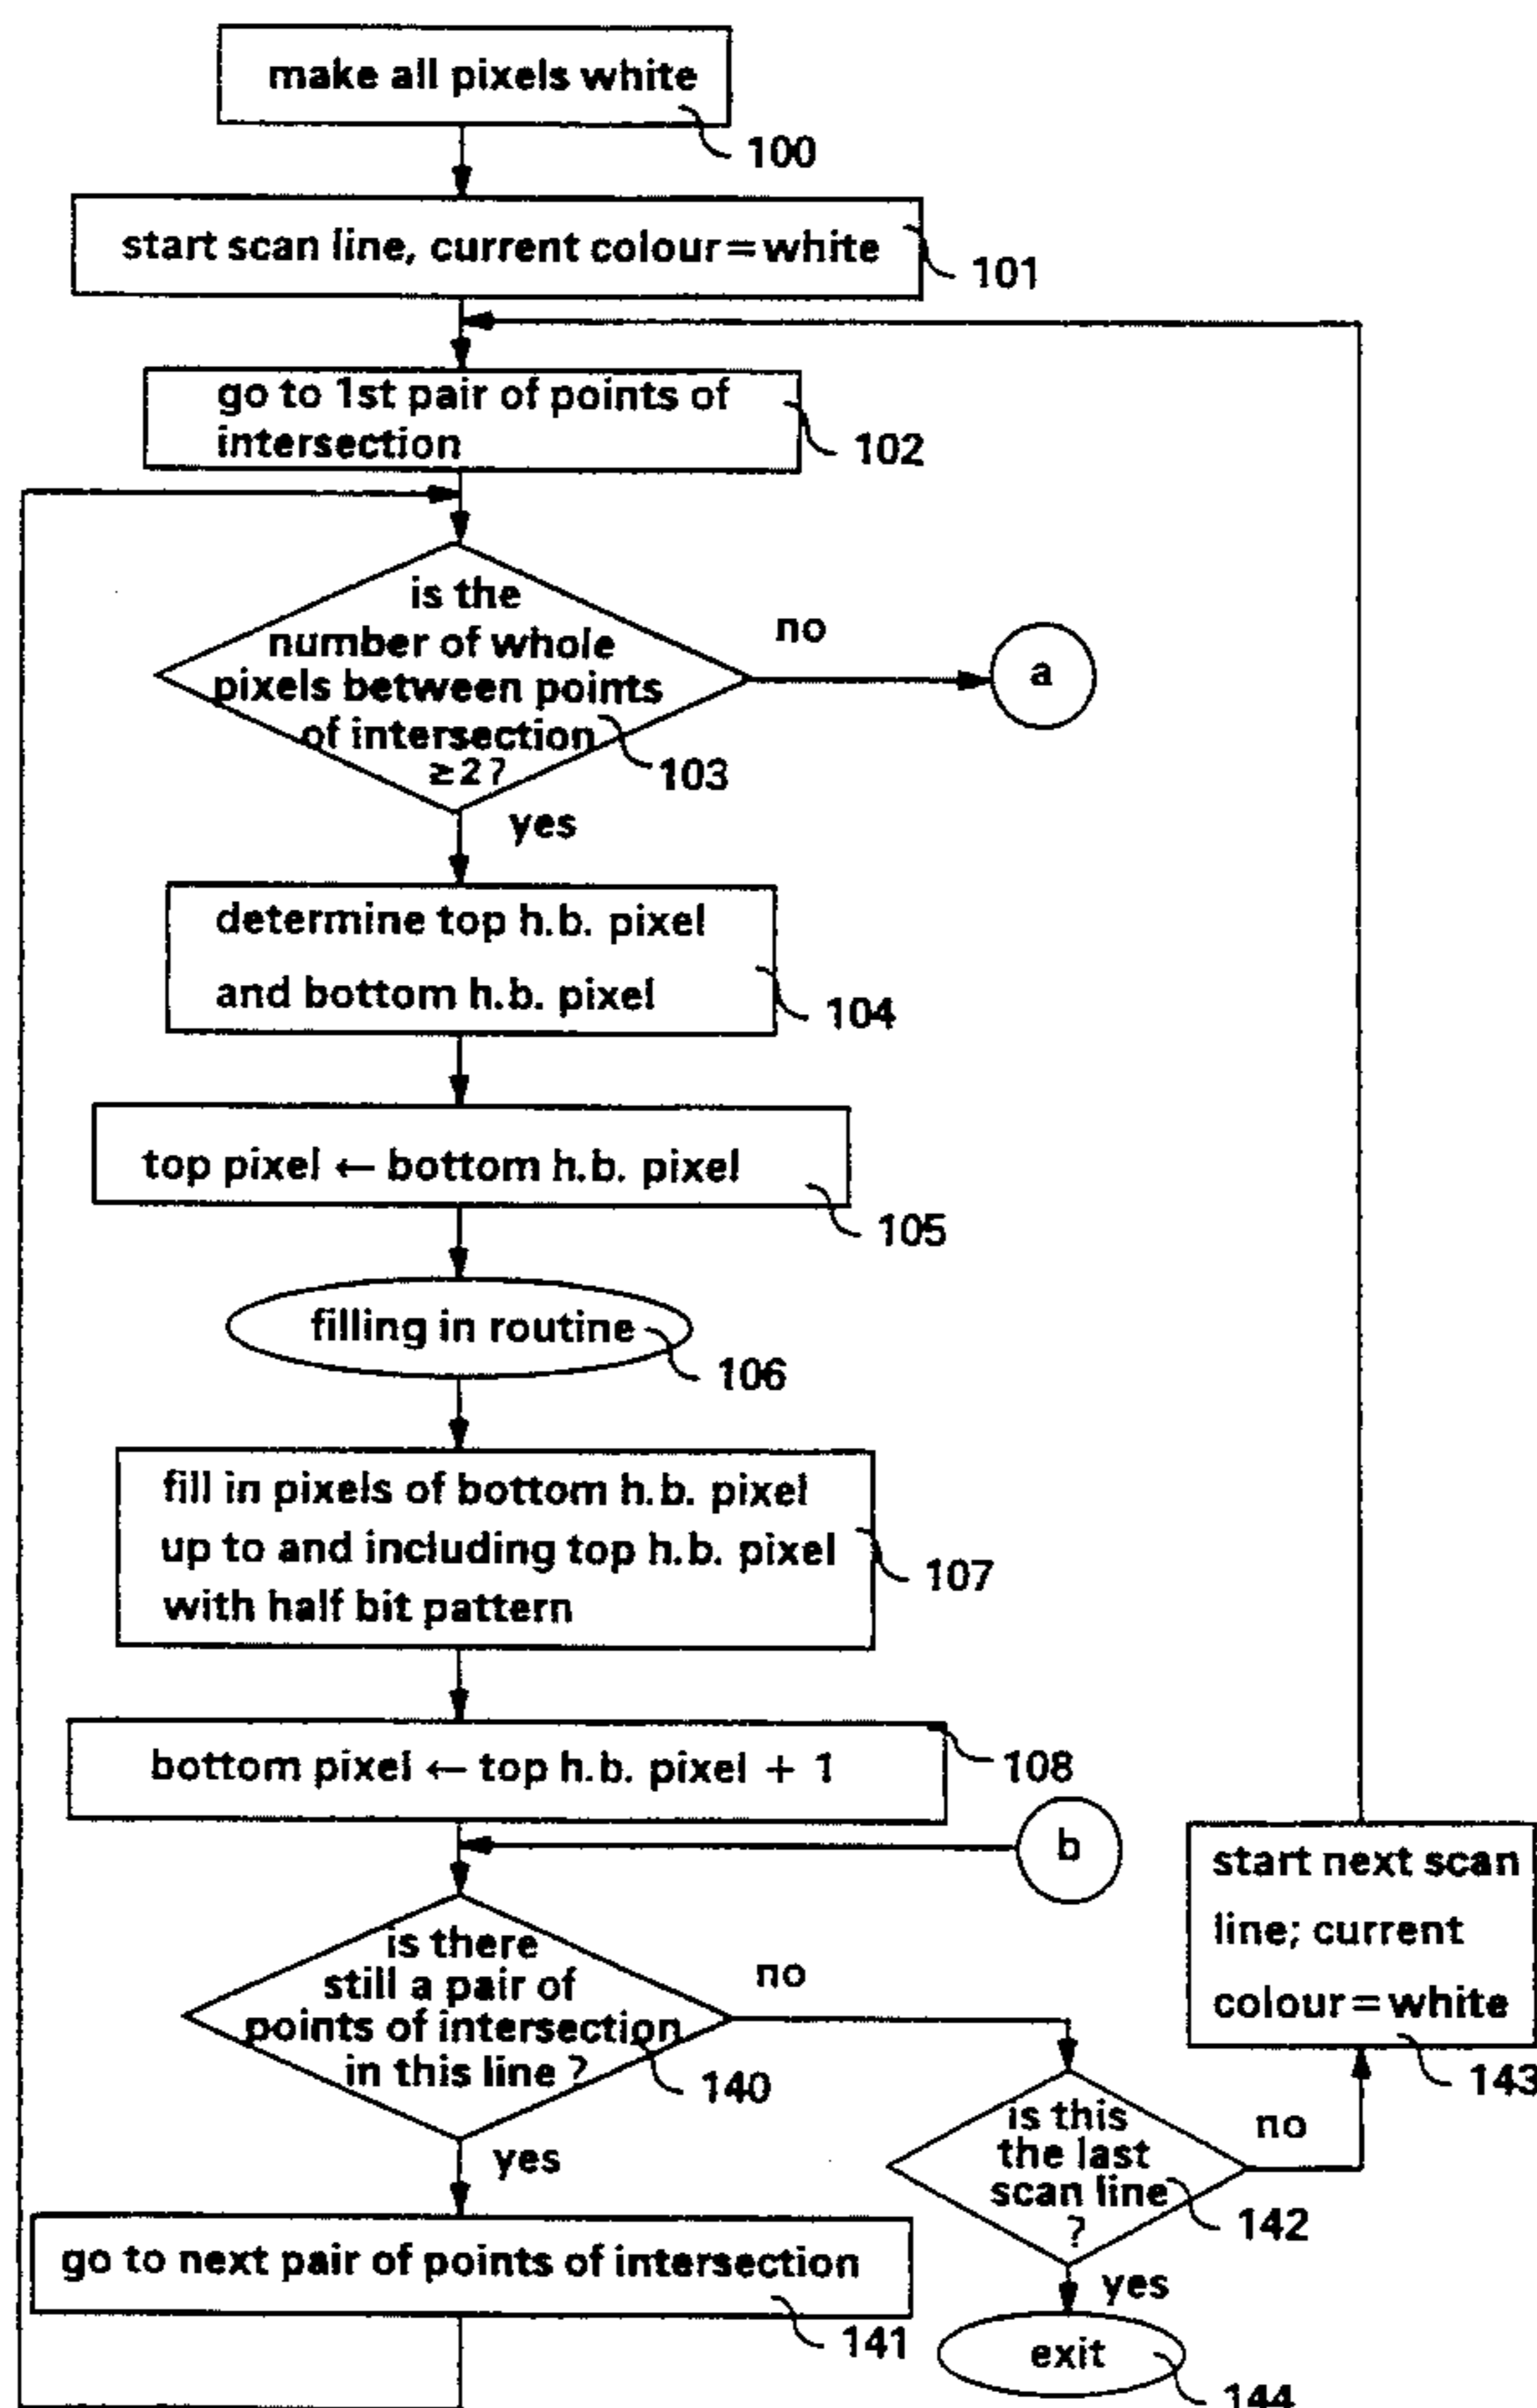 make all pixels white
100
start scan line, current colour=white
101
go to 1st pair of points of
intersection
102
is the
number of whole
pixels between points
of intersection
≥2?
103
no
a
yes
determine top h.b. pixel
and bottom h.b. pixel
104
top pixel ← bottom h.b. pixel
105
filling in routine
106
fill in pixels of bottom h.b. pixel
up to and including top h.b. pixel
with half bit pattern
107
bottom pixel ← top h.b. pixel + 1
108
b
is there
still a pair of
points of intersection
in this line ?
140
no
yes
go to next pair of points of intersection
141
is this
the last
scan line
?
142
no
yes
start next scan
line; current
colour=white
143
exit
144